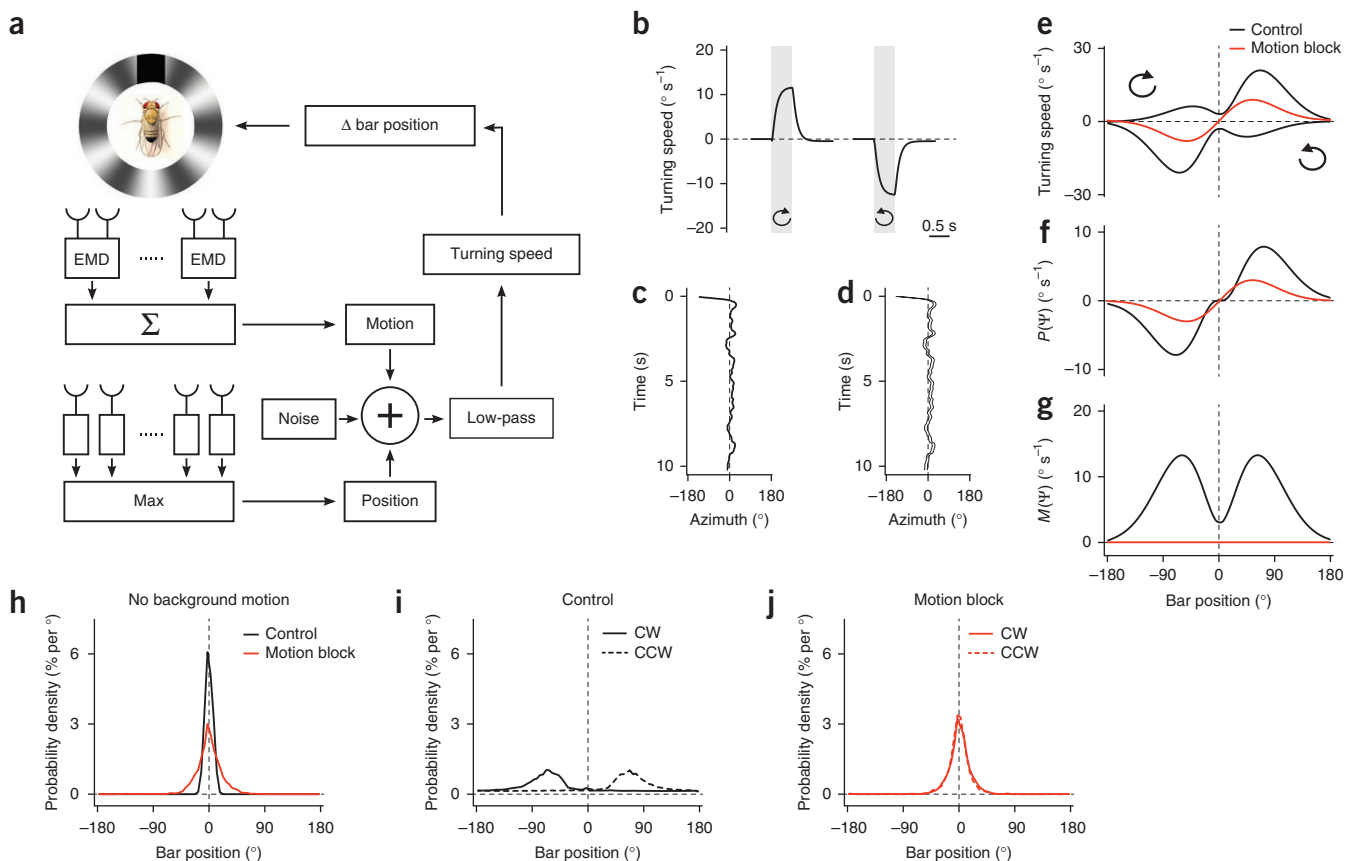 a
Δ bar position
EMD
.....
EMD
Turning speed
Σ
Motion
Noise
+
Low-pass
Max
Position
b
Turning speed (° s⁻¹)
20
10
0
−10
−20
0.5 s
c
Time (s)
0
5
10
−180
0
180
Azimuth (°)
d
Time (s)
0
5
10
−180
0
180
Azimuth (°)
e
Control
Motion block
Turning speed (° s⁻¹)
30
0
−30
f
P(Ψ) (° s⁻¹)
10
0
−10
g
M(Ψ) (° s⁻¹)
20
10
0
−180
−90
0
90
180
Bar position (°)
h
No background motion
Control
Motion block
Probability density (% per °)
6
3
0
−180
−90
0
90
180
Bar position (°)
i
Control
CW
CCW
Probability density (% per °)
6
3
0
−180
−90
0
90
180
Bar position (°)
j
Motion block
CW
CCW
Probability density (% per °)
6
3
0
−180
−90
0
90
180
Bar position (°)